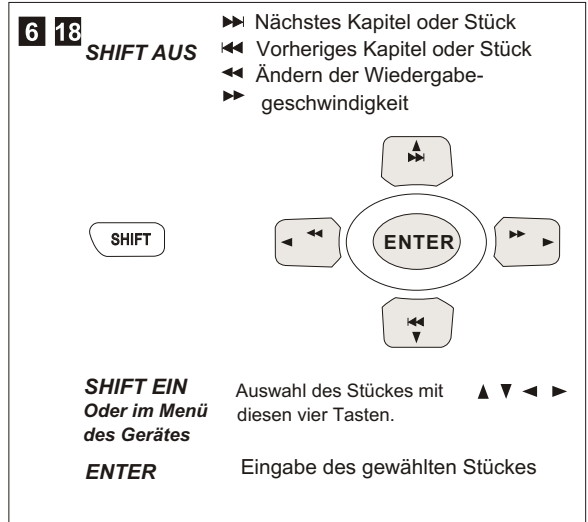 6 18
SHIFT AUS
⏭ Nächstes Kapitel oder Stück
⏮ Vorheriges Kapitel oder Stück
◀◀ Ändern der Wiedergabe-
▶▶ geschwindigkeit
SHIFT
ENTER
SHIFT EIN
Oder im Menü
des Gerätes
Auswahl des Stückes mit ▲ ▼ ◄ ►
diesen vier Tasten.
ENTER
Eingabe des gewählten Stückes